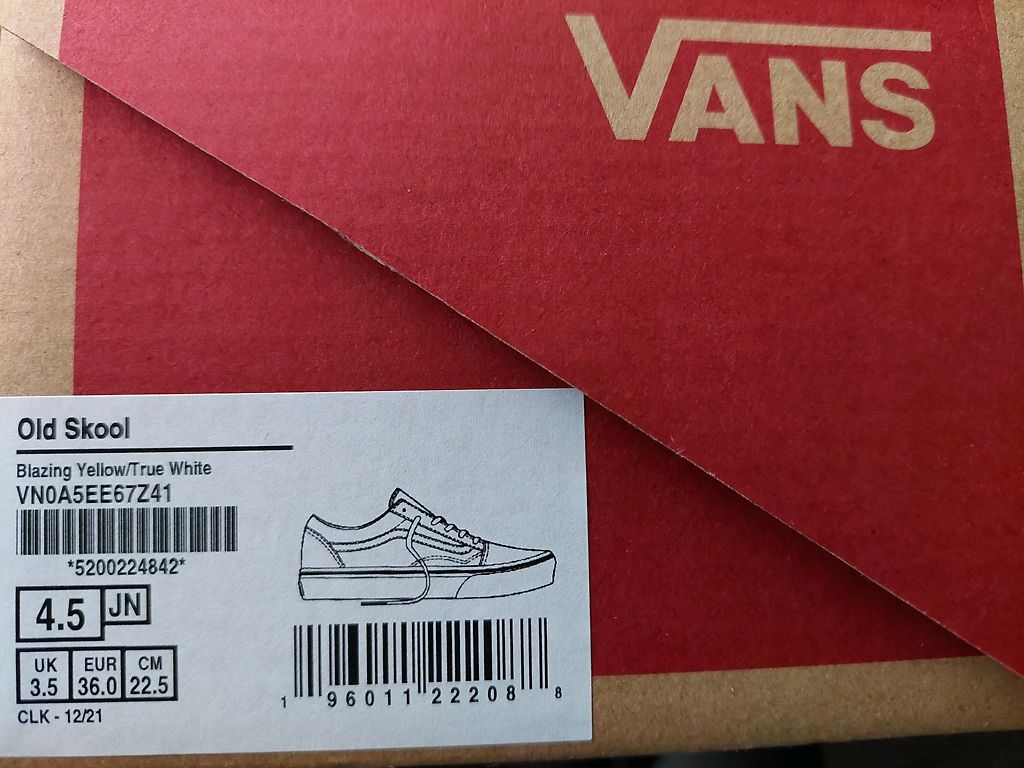 VANS
Old Skool
Blazing Yellow/True White
VN0A5EE67Z41
*5200224842*
4.5 JN
UK EUR CM
3.5 36.0 22.5
CLK - 12/21
1 96011 22208 8